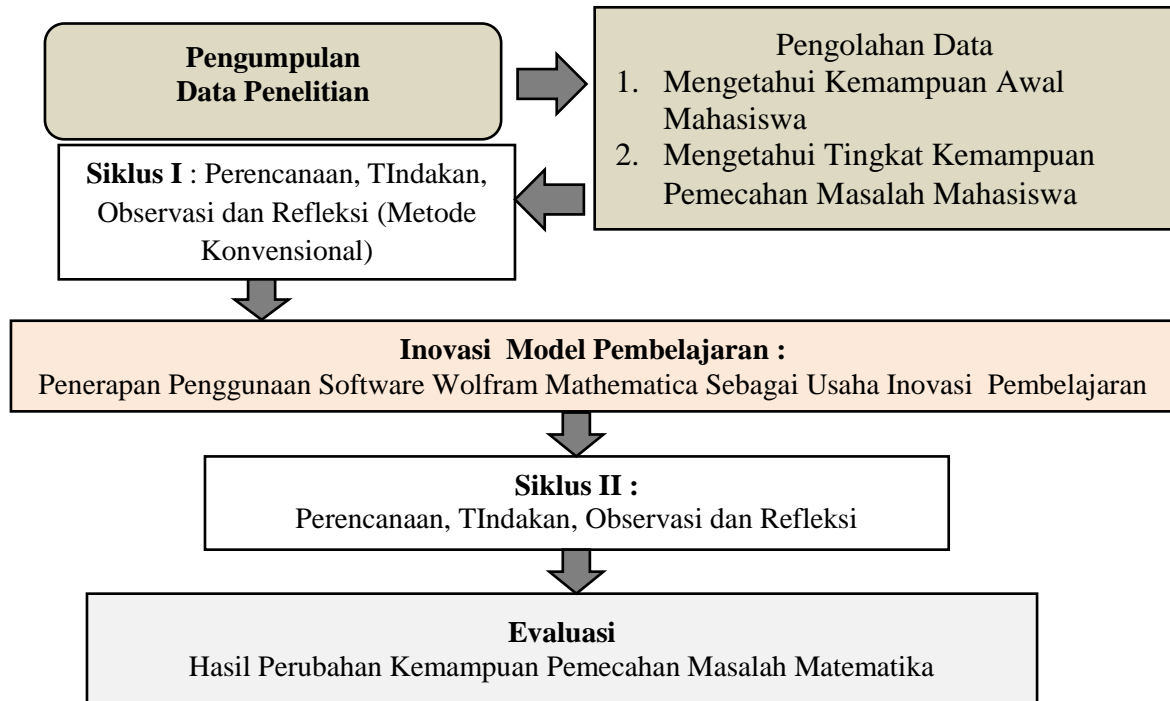 Pengumpulan
Data Penelitian
Pengolahan Data
1. Mengetahui Kemampuan Awal
Mahasiswa
2. Mengetahui Tingkat Kemampuan
Pemecahan Masalah Mahasiswa
Siklus I : Perencanaan, TIndakan,
Observasi dan Refleksi (Metode
Konvensional)
Inovasi Model Pembelajaran :
Penerapan Penggunaan Software Wolfram Mathematica Sebagai Usaha Inovasi Pembelajaran
Siklus II :
Perencanaan, TIndakan, Observasi dan Refleksi
Evaluasi
Hasil Perubahan Kemampuan Pemecahan Masalah Matematika